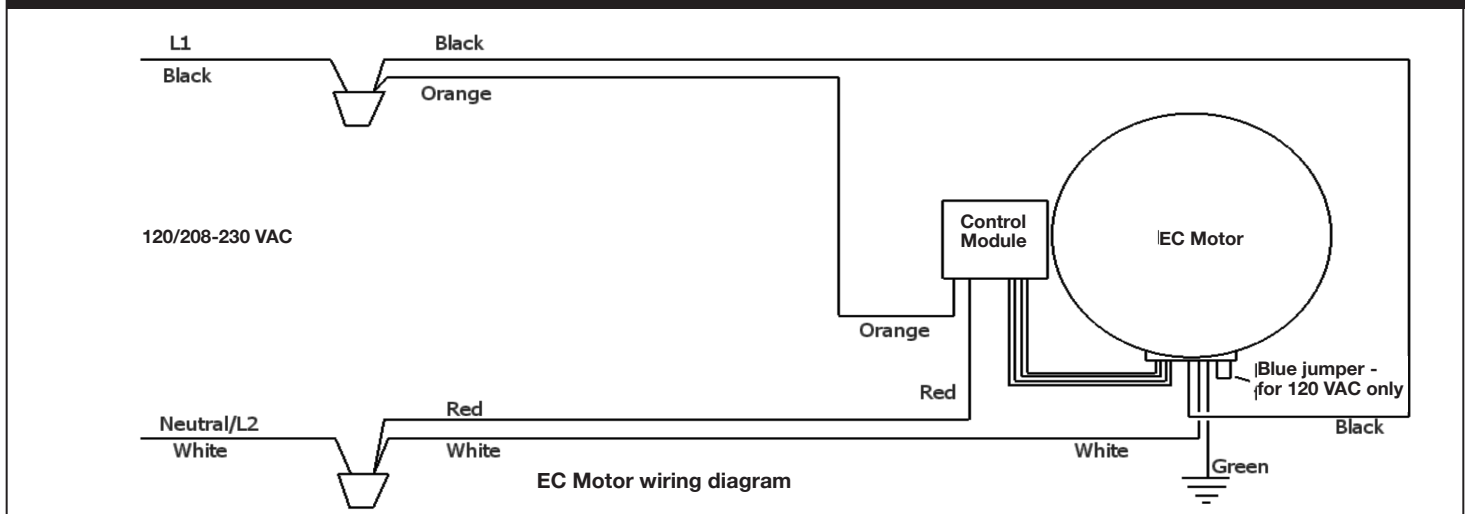 L1
Black
Black
Orange
120/208-230 VAC
Control
Module
EC Motor
Orange
Blue jumper -
for 120 VAC only
Red
Black
Neutral/L2
White
Red
White
White
Green
EC Motor wiring diagram